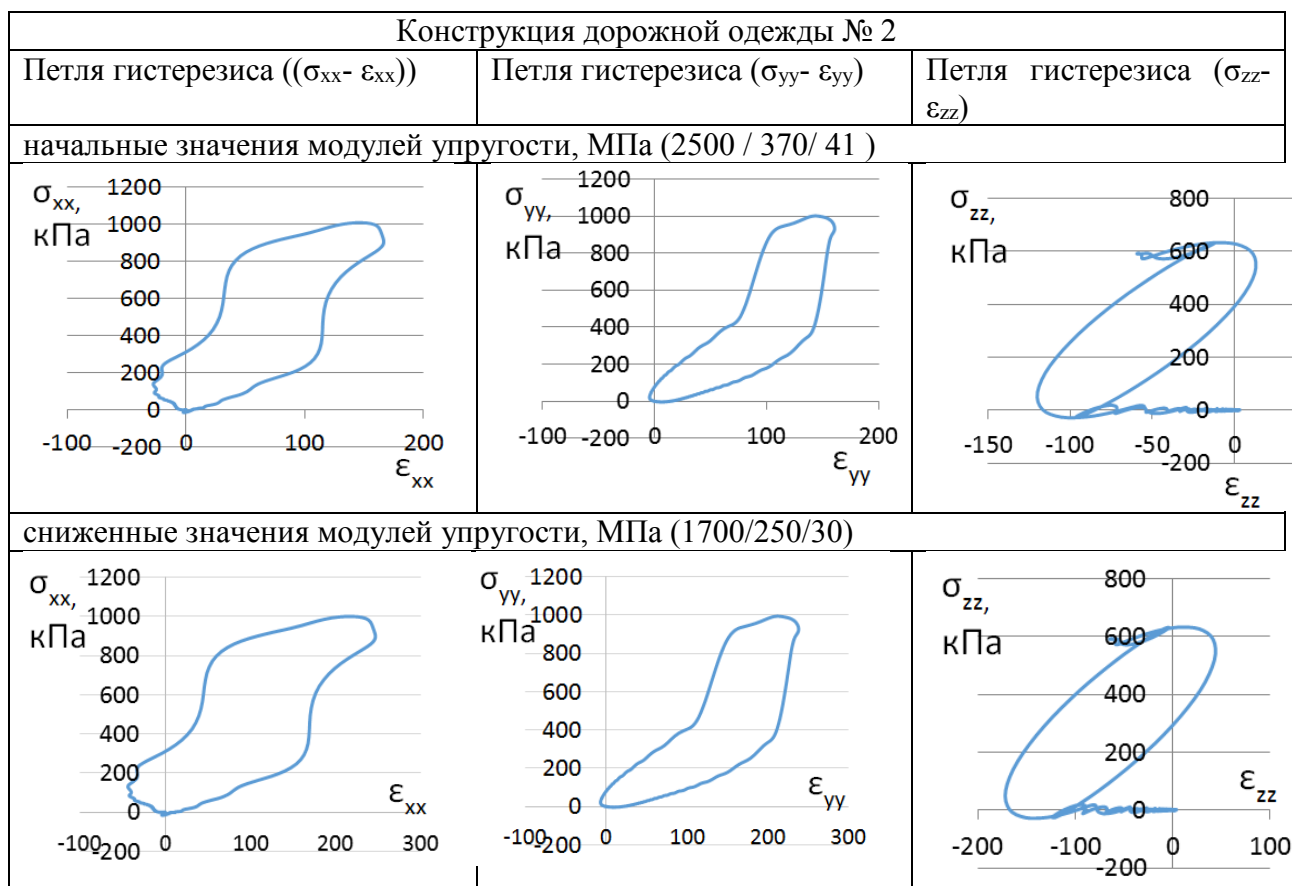 Конструкция дорожной одежды № 2
Петля гистерезиса ((σxx- εxx))
Петля гистерезиса (σyy- εyy)
Петля гистерезиса (σzz-
εzz)
начальные значения модулей упругости, МПа (2500 / 370/ 41 )
σxx,
кПа
1200
1000
800
600
400
200
0
-200
-100
0
100
200
εxx
σyy,
кПа
1200
1000
800
600
400
200
0
-200
-100
0
100
200
εyy
σzz,
кПа
800
600
400
200
0
-200
-150
-100
-50
0
εzz
сниженные значения модулей упругости, МПа (1700/250/30)
σxx,
кПа
1200
1000
800
600
400
200
0
-200
-100
0
100
200
300
εxx
σyy,
кПа
1200
1000
800
600
400
200
0
-200
-100
0
100
200
300
εyy
σzz,
кПа
800
600
400
200
0
-200
-200
-100
0
100
εzz